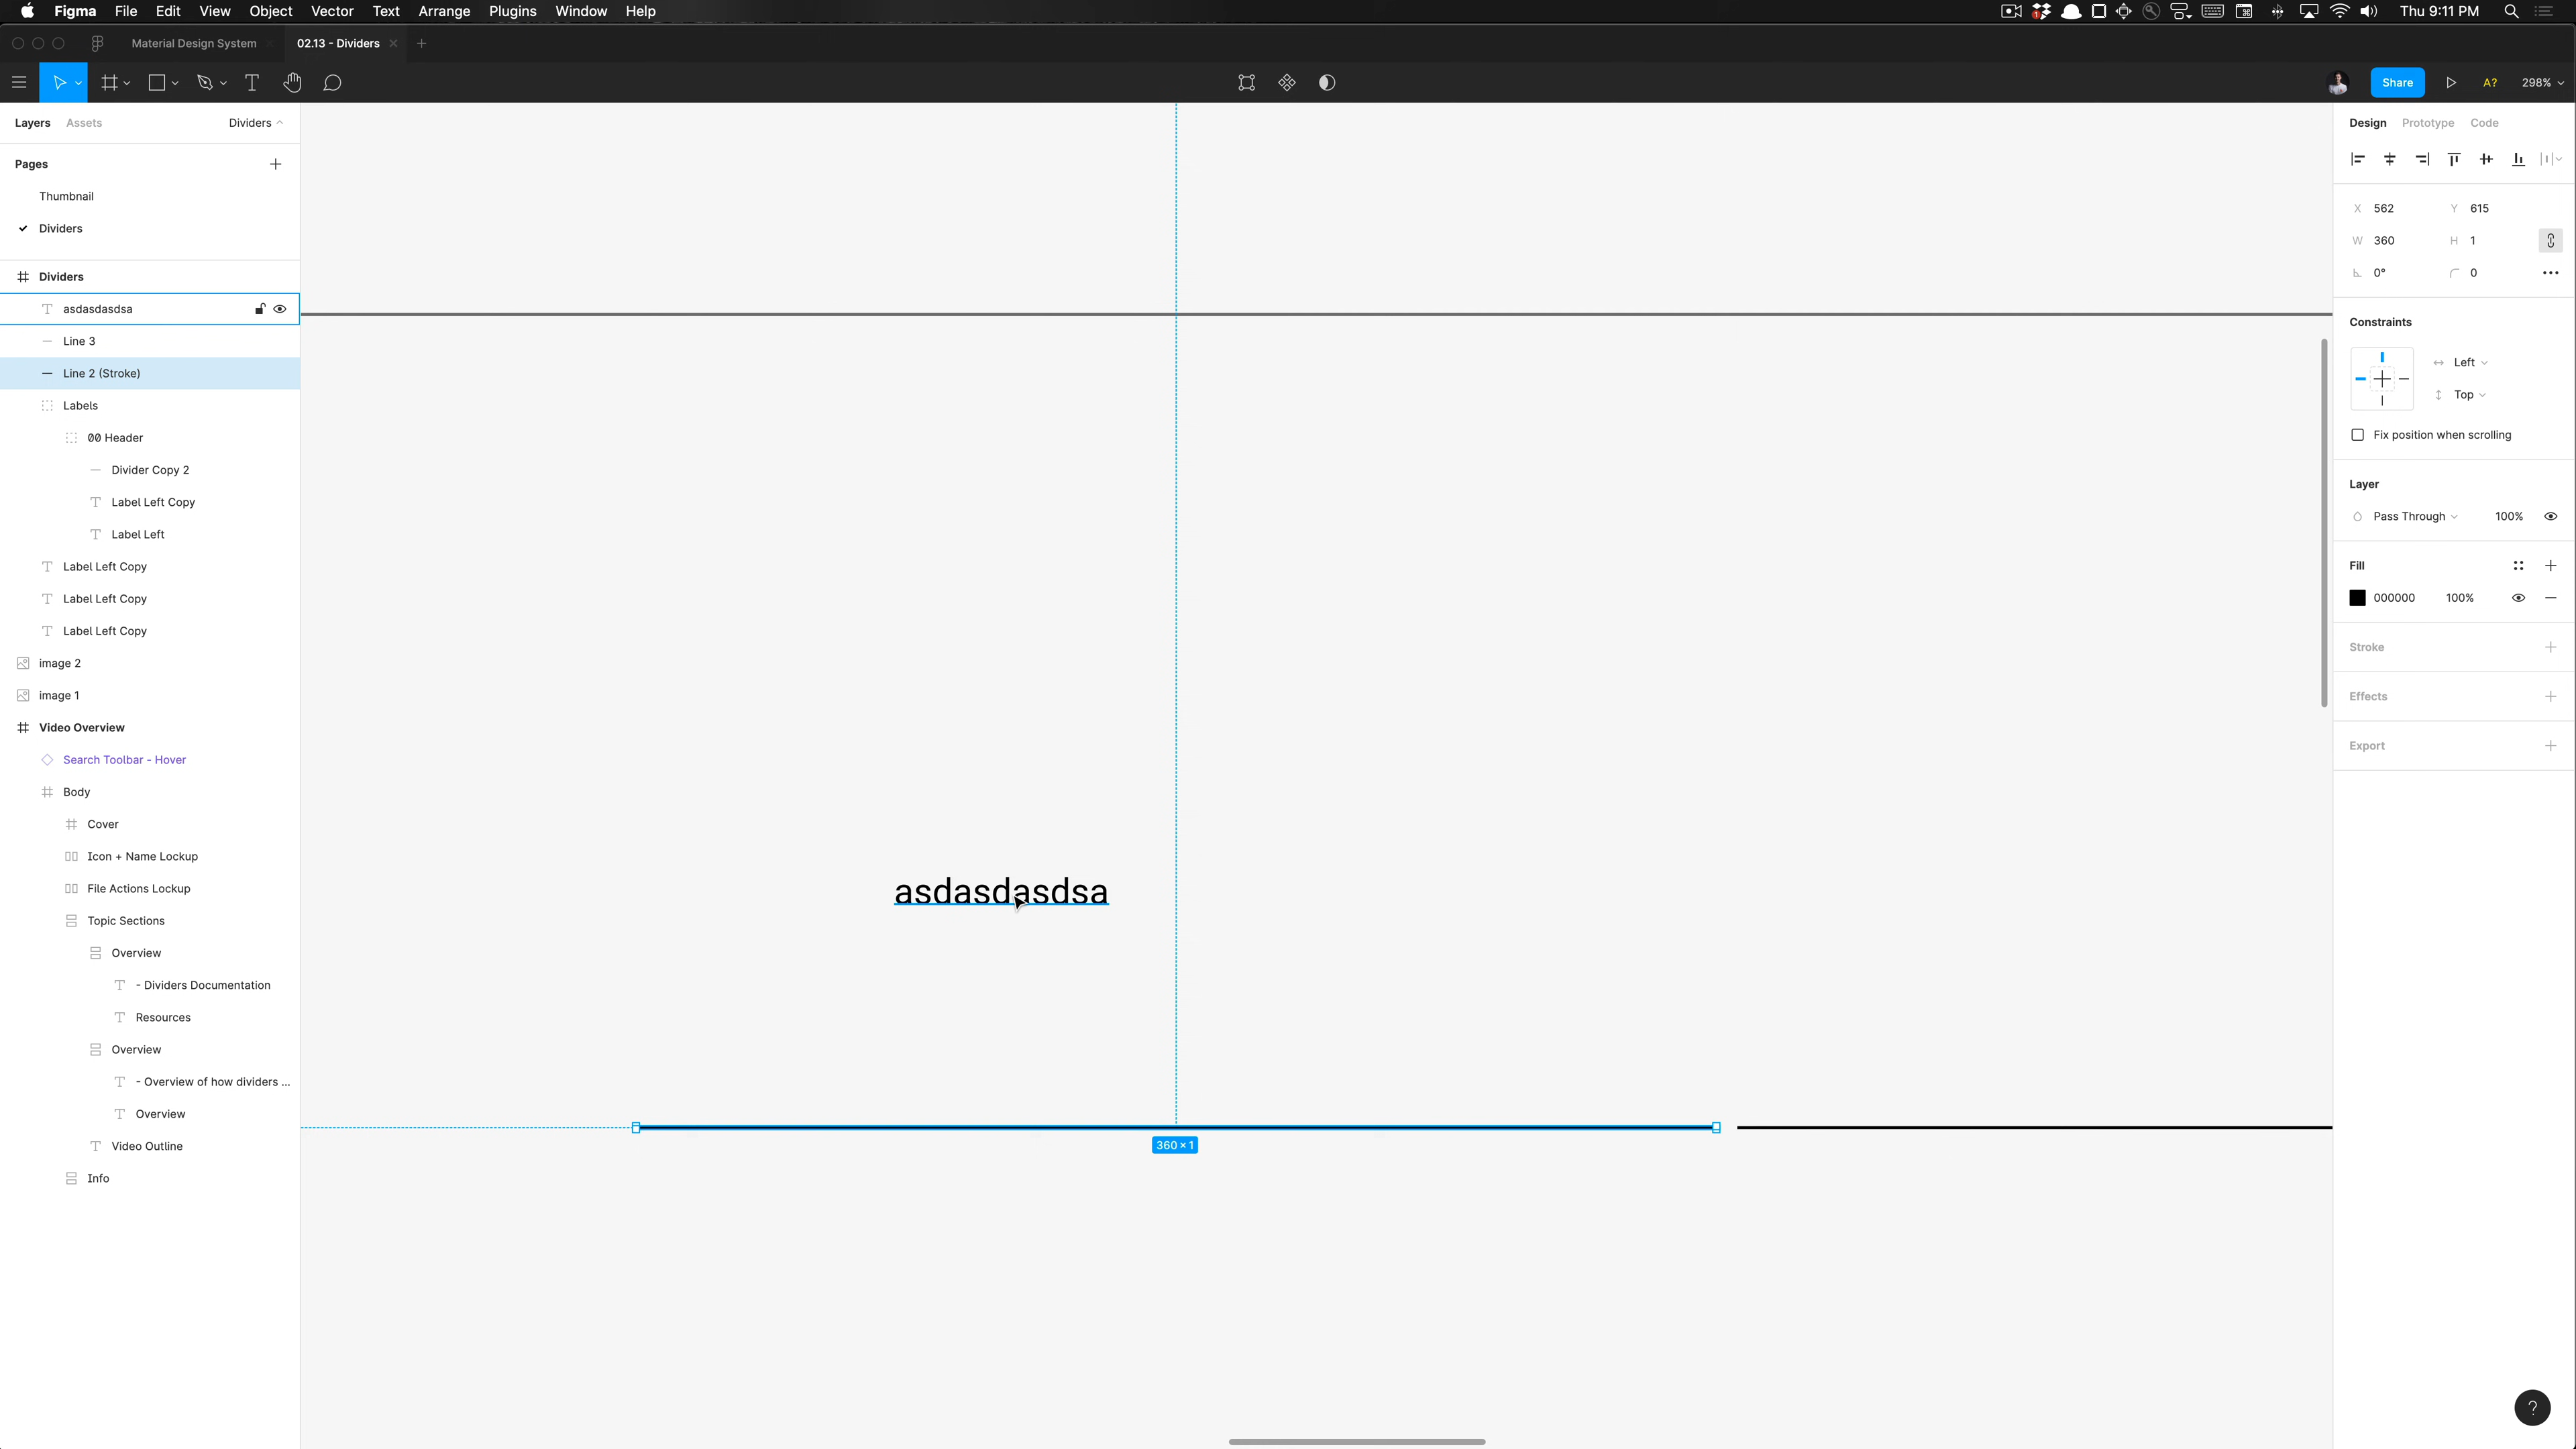 Figma File Edit View Object Vector Text Arrange Plugins Window Help Thu 9:11 PM
Material Design System 02.13 - Dividers
Share A? 298%
Layers Assets Dividers
Pages
Thumbnail
Dividers
Dividers
asdasdasdsa
Line 3
Line 2 (Stroke)
Labels
00 Header
Divider Copy 2
Label Left Copy
Label Left
Label Left Copy
Label Left Copy
Label Left Copy
image 2
image 1
Video Overview
Search Toolbar - Hover
Body
Cover
Icon + Name Lockup
File Actions Lockup
Topic Sections
Overview
- Dividers Documentation
Resources
Overview
- Overview of how dividers ...
Overview
Video Outline
Info
asdasdasdsa
360 × 1
Design Prototype Code
X 562 Y 615
W 360 H 1
0° 0
Constraints
Left
Top
Fix position when scrolling
Layer
Pass Through 100%
Fill
000000 100%
Stroke
Effects
Export
?